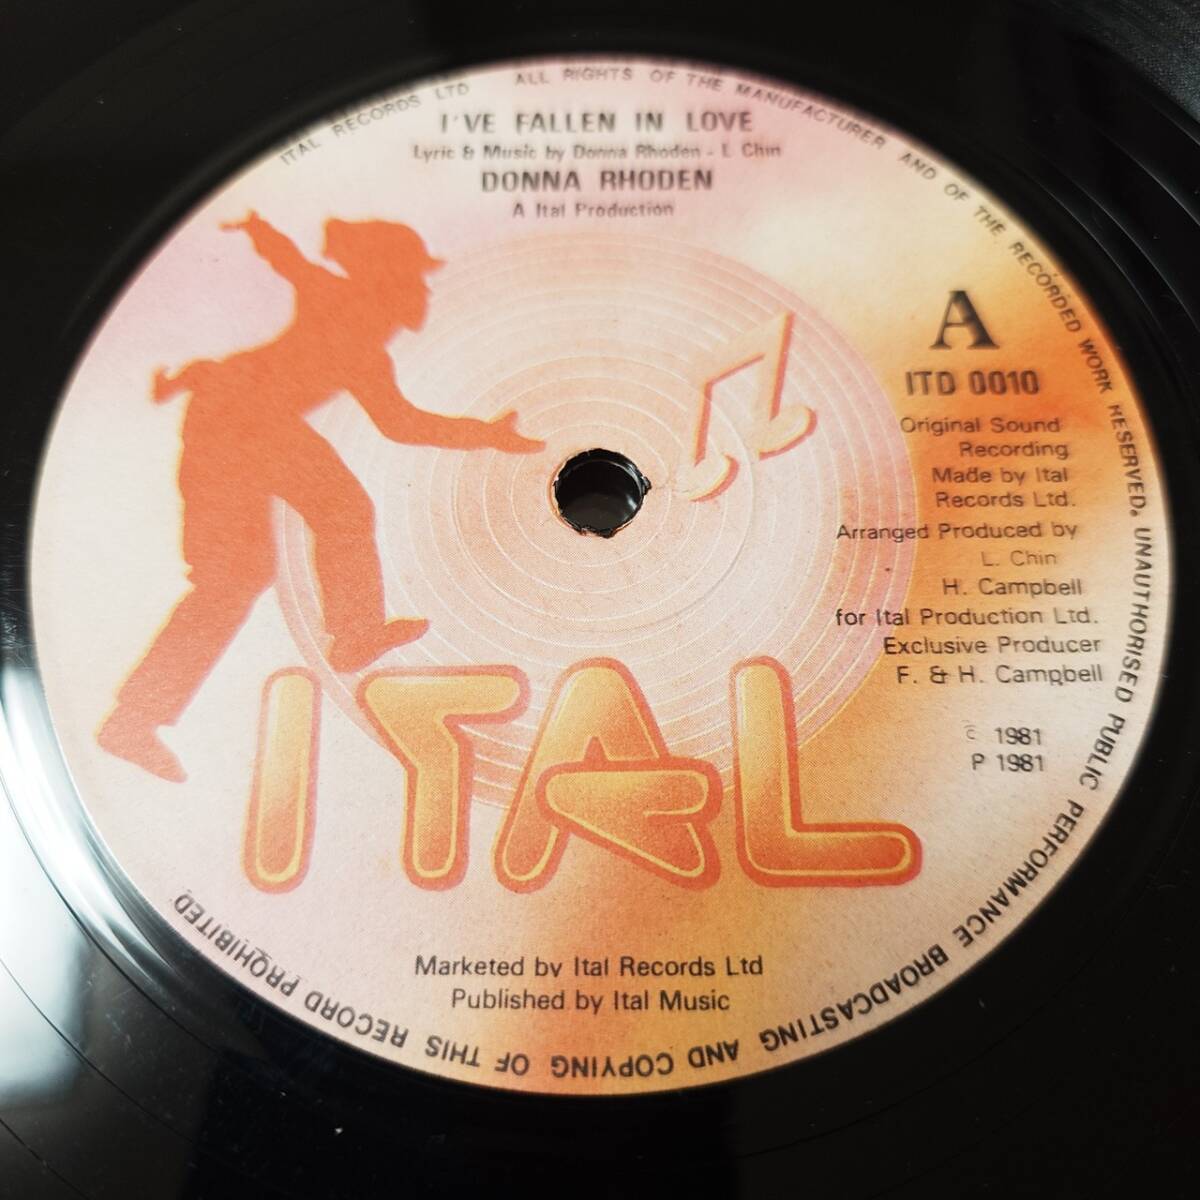 ITAL RECORDS LTD ALL RIGHTS OF THE MANUFACTURER AND OF THE RECORDED WORK RESERVED. UNAUTHORISED PUBLIC PERFORMANCE BROADCASTING AND COPYING OF THIS RECORD PROHIBITED.
I'VE FALLEN IN LOVE
Lyric & Music by Donna Rhoden - L Chin
DONNA RHODEN
A Ital Production
A
ITD 0010
Original Sound
Recording
Made by Ital
Records Ltd.
Arranged Produced by
L. Chin
H. Campbell
for Ital Production Ltd.
Exclusive Producer
F. & H. Campbell
c 1981
P 1981
ITAL
Marketed by Ital Records Ltd
Published by Ital Music